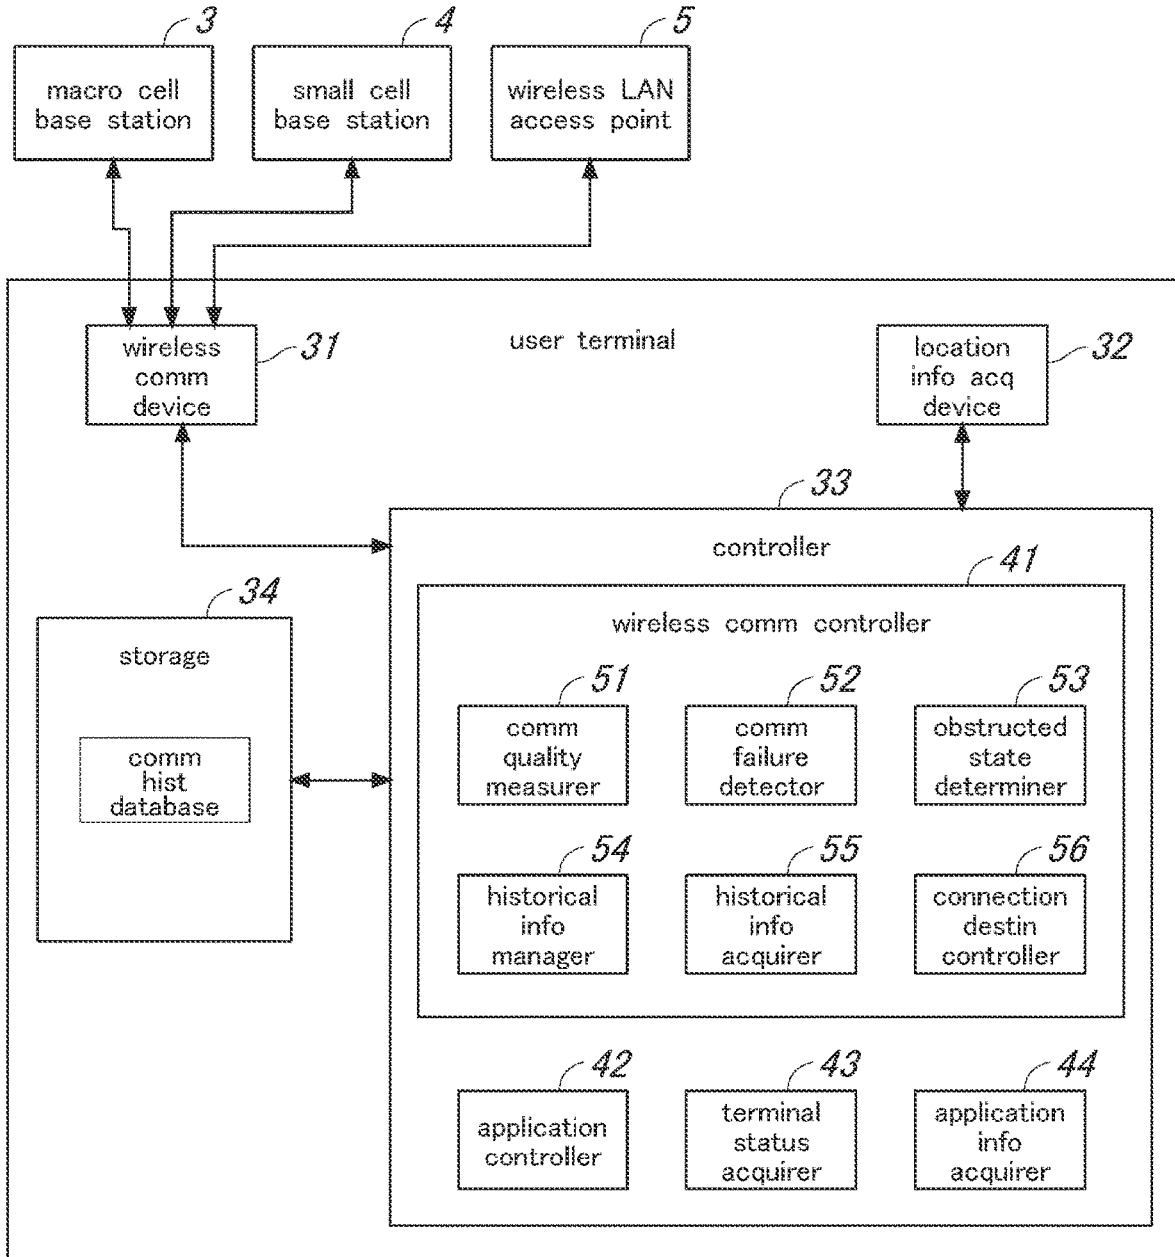 3
4
5
macro cell
base station
small cell
base station
wireless LAN
access point
wireless
comm
device
31
user terminal
location
info acq
device
32
33
controller
34
storage
comm
hist
database
41
wireless comm controller
51
comm
quality
measurer
52
comm
failure
detector
53
obstructed
state
determiner
54
historical
info
manager
55
historical
info
acquirer
56
connection
destin
controller
42
application
controller
43
terminal
status
acquirer
44
application
info
acquirer